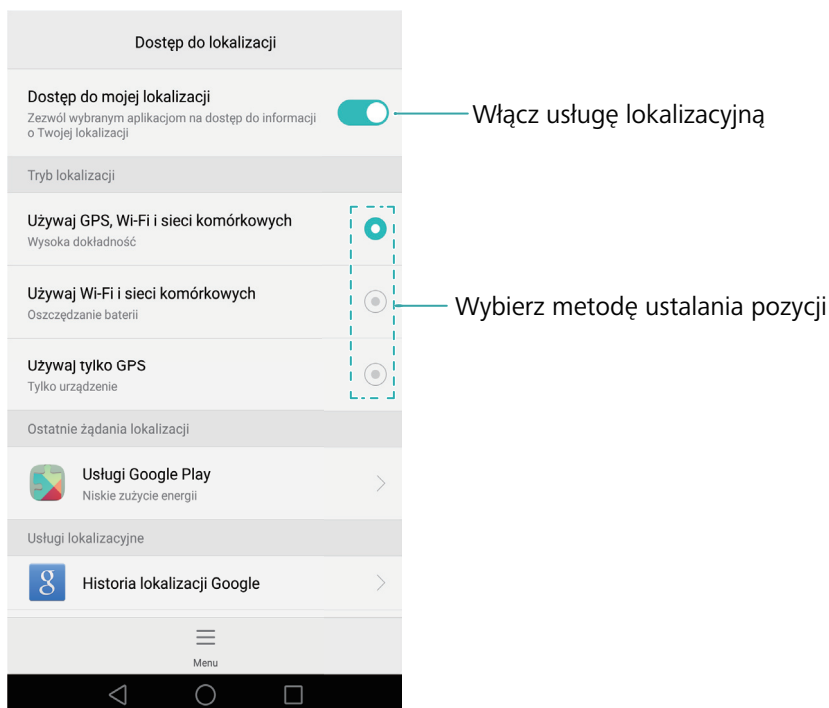 Dostęp do lokalizacji
Dostęp do mojej lokalizacji
Zezwól wybranym aplikacjom na dostęp do informacji
o Twojej lokalizacji
Włącz usługę lokalizacyjną
Tryb lokalizacji
Używaj GPS, Wi-Fi i sieci komórkowych
Wysoka dokładność
Używaj Wi-Fi i sieci komórkowych
Oszczędzanie baterii
Wybierz metodę ustalania pozycji
Używaj tylko GPS
Tylko urządzenie
Ostatnie żądania lokalizacji
Usługi Google Play
Niskie zużycie energii
Usługi lokalizacyjne
8
Historia lokalizacji Google
Menu